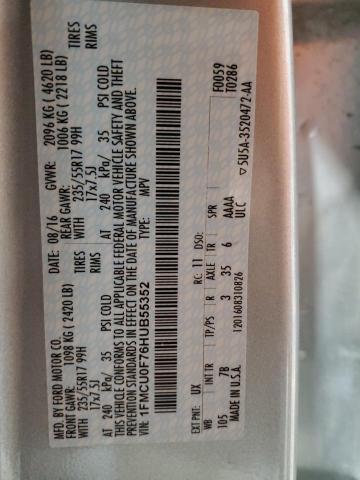 MFD. BY FORD MOTOR CO.
DATE: 08/16 GVWR: 2096 KG ( 4620 LB)
FRONT GAWR: 1098 KG ( 2420 LB) REAR GAWR: 1006 KG ( 2218 LB)
WITH 235/55R17 99H TIRES WITH 235/55R17 99H TIRES
17x7.5J RIMS 17x7.5J RIMS
AT 240 kPa/ 35 PSI COLD AT 240 kPa/ 35 PSI COLD
THIS VEHICLE CONFORMS TO ALL APPLICABLE FEDERAL MOTOR VEHICLE SAFETY AND THEFT
PREVENTION STANDARDS IN EFFECT ON THE DATE OF MANUFACTURE SHOWN ABOVE.
VIN: 1FMCU0F76HUB55352 TYPE: MPV
F0059
T0286
EXT PNT: UX RC: 11 DSO:
WB INT TR TP/PS R AXLE TR SPR
105 7B 3 35 6 AAAA
MADE IN U.S.A. 1201608310826 ULC
5U5A-3520472-AA